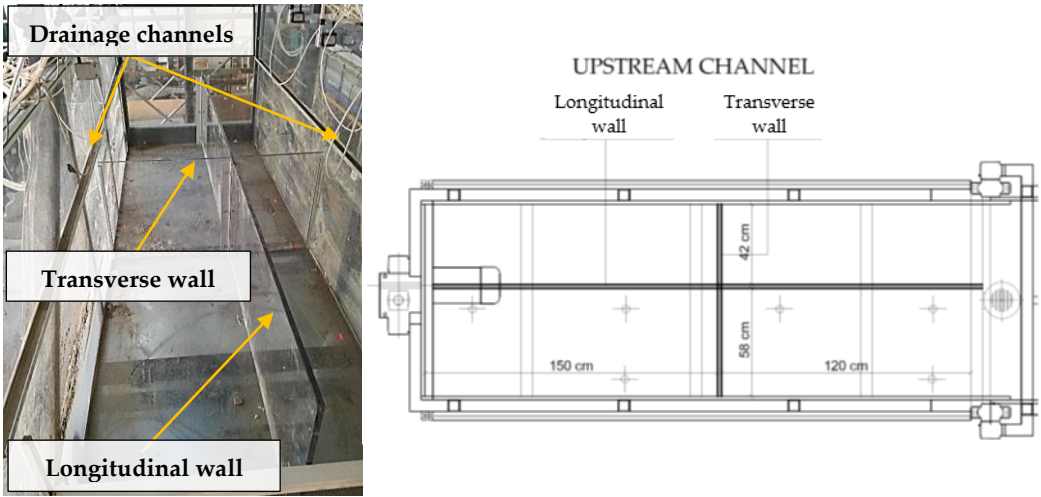 Drainage channels
Transverse wall
Longitudinal wall
UPSTREAM CHANNEL
Longitudinal
wall
Transverse
wall
42 cm
58 cm
150 cm
120 cm